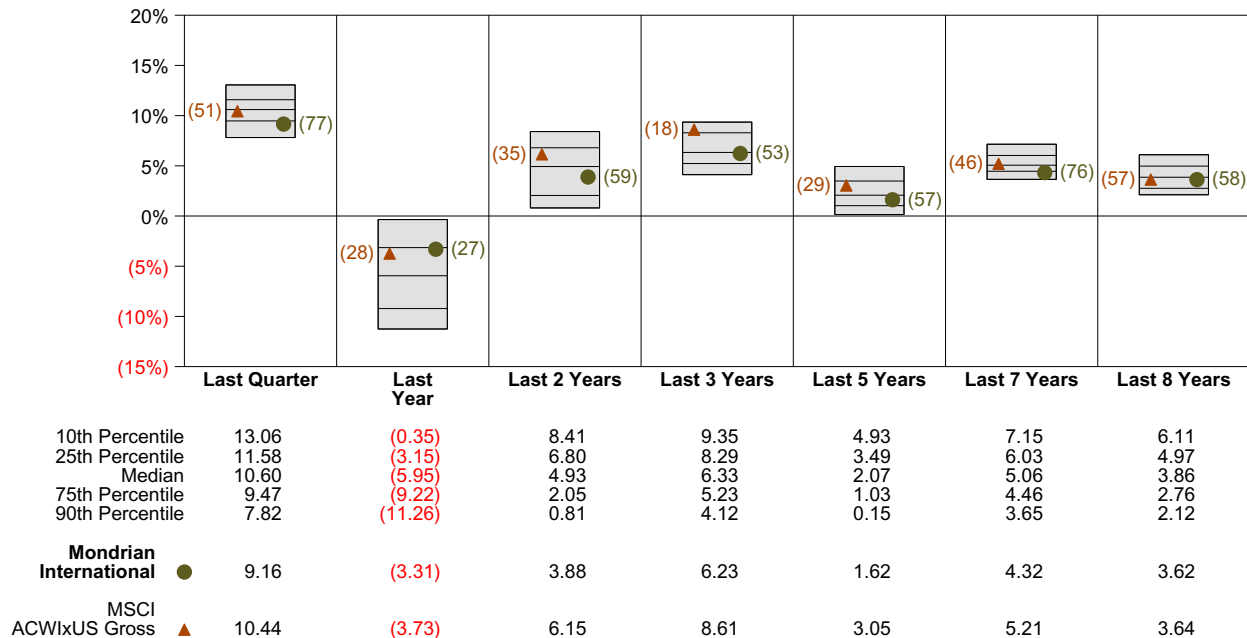 20%
15%
10%
5%
0%
(5%)
(10%)
(15%)
(51) (77)
(28) (27)
(35) (59)
(18) (53)
(29) (57)
(46) (76)
(57) (58)
Last Quarter Last Year Last 2 Years Last 3 Years Last 5 Years Last 7 Years Last 8 Years
10th Percentile 13.06 (0.35) 8.41 9.35 4.93 7.15 6.11
25th Percentile 11.58 (3.15) 6.80 8.29 3.49 6.03 4.97
Median 10.60 (5.95) 4.93 6.33 2.07 5.06 3.86
75th Percentile 9.47 (9.22) 2.05 5.23 1.03 4.46 2.76
90th Percentile 7.82 (11.26) 0.81 4.12 0.15 3.65 2.12
Mondrian
International 9.16 (3.31) 3.88 6.23 1.62 4.32 3.62
MSCI
ACWIxUS Gross 10.44 (3.73) 6.15 8.61 3.05 5.21 3.64